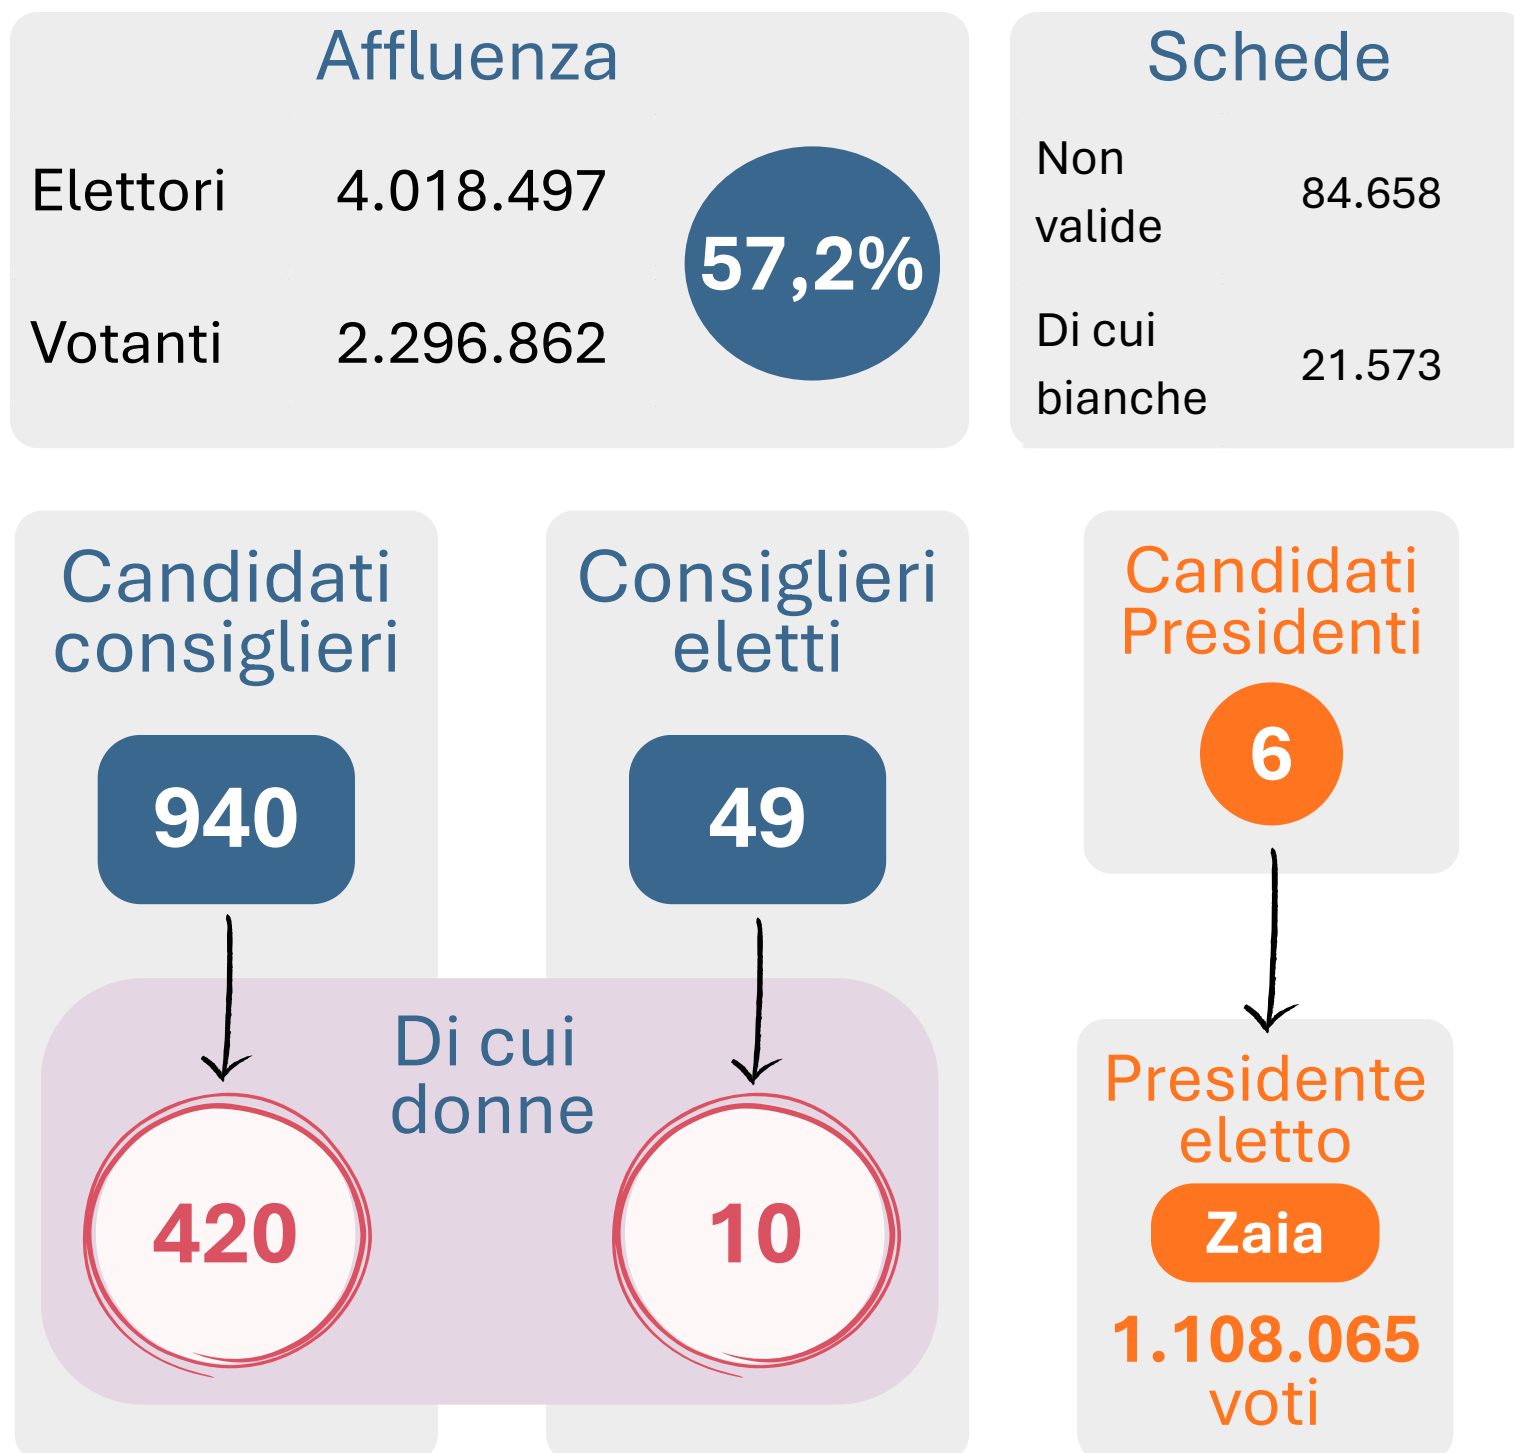 Affluenza
Elettori 4.018.497
57,2%
Votanti 2.296.862
Schede
Non
valide
84.658
Di cui
bianche
21.573
Candidati
consiglieri
940
Consiglieri
eletti
49
Di cui
donne
420
10
Candidati
Presidenti
6
Presidente
eletto
Zaia
1.108.065
voti